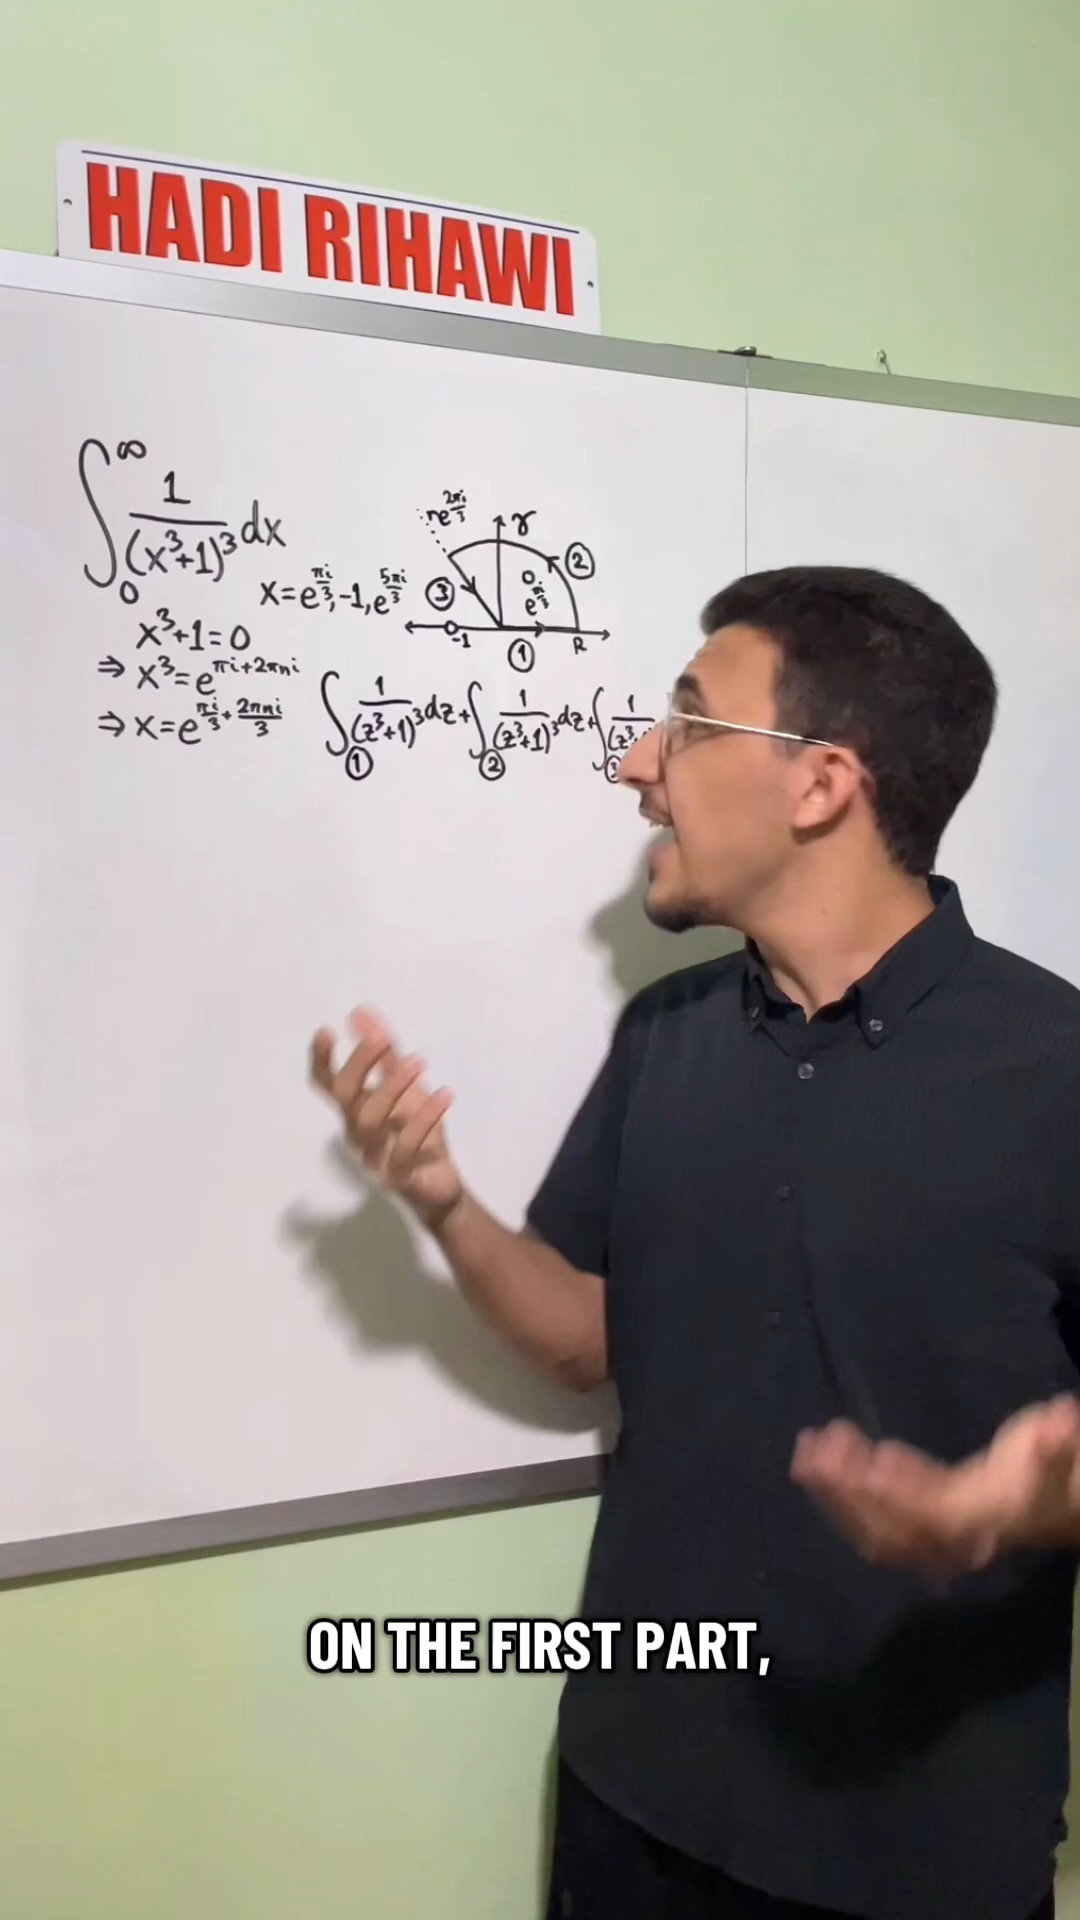 HADI RIHAWI
∫₀^∞ 1/(x³+1)³ dx
x³+1=0
⇒ x³=e^(πi+2πni)
⇒ x=e^(πi/3+2πni/3)
x=e^(πi/3),-1,e^(5πi/3)
re^(2πi/3)
γ
②
③
e^(πi/3)
-1
①
R
∫① 1/(z³+1)³ dz+∫② 1/(z³+1)³ dz+∫ 1/(z³
ON THE FIRST PART,